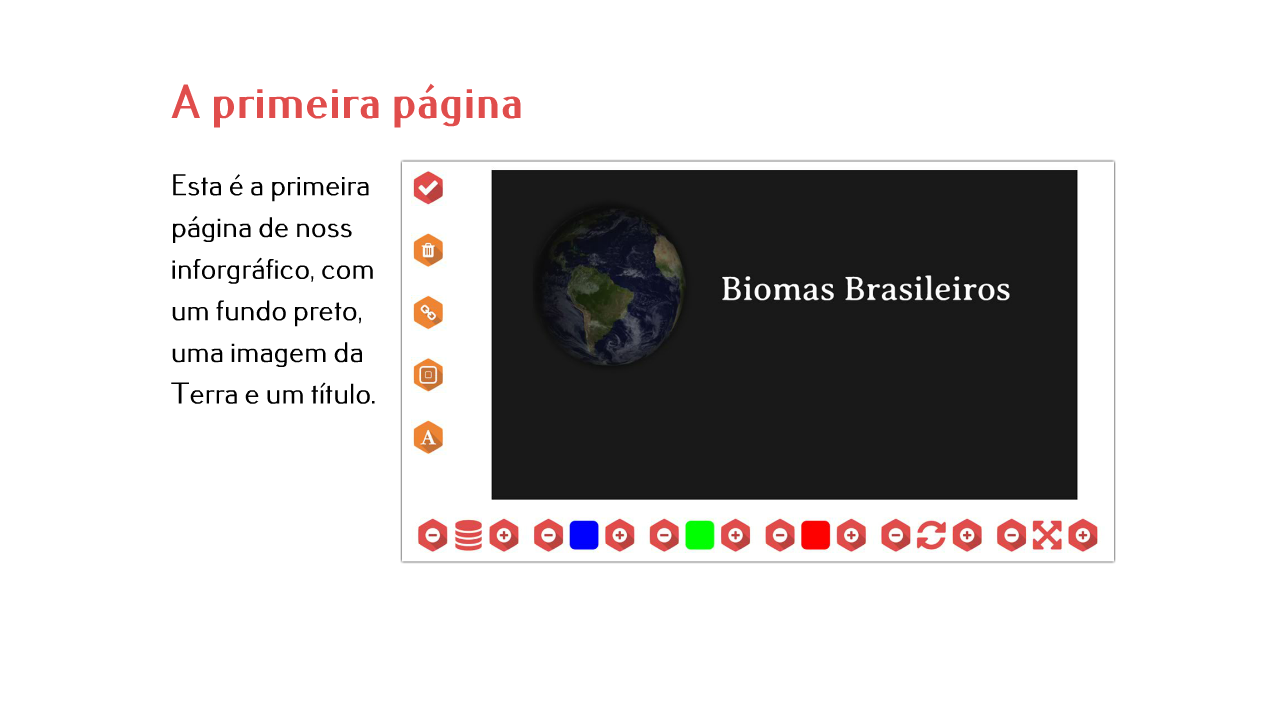 A primeira página
Esta é a primeira
página de noss
inforgráfico, com
um fundo preto,
uma imagem da
Terra e um título.
Biomas Brasileiros
A